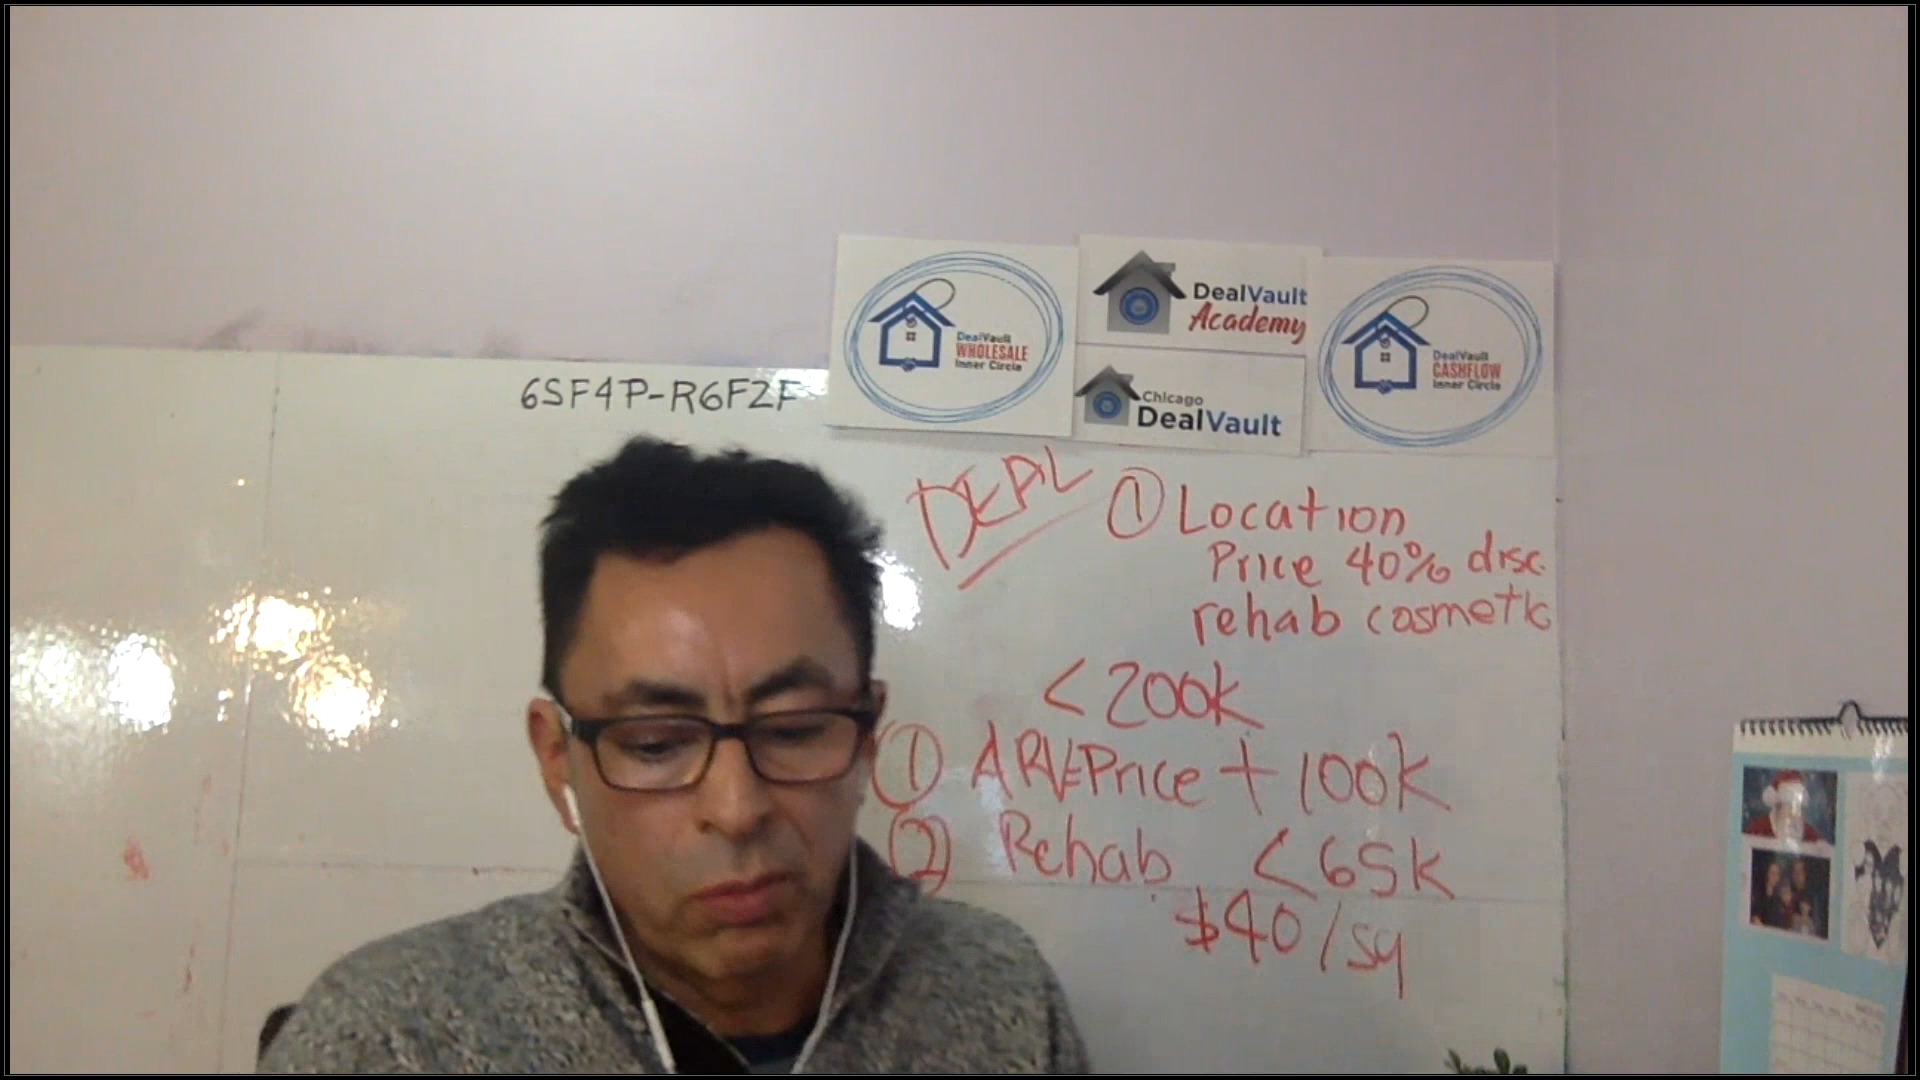 6SF4P-R6F2F
DealVault
WHOLESALE
Inner Circle
DealVault
Academy
Chicago
DealVault
DealVault
CASHFLOW
Inner Circle
DEAL
① Location
Price 40% disc.
rehab cosmetic
< 200k
① ARV=Price + 100k
② Rehab < 65k
$40/sq